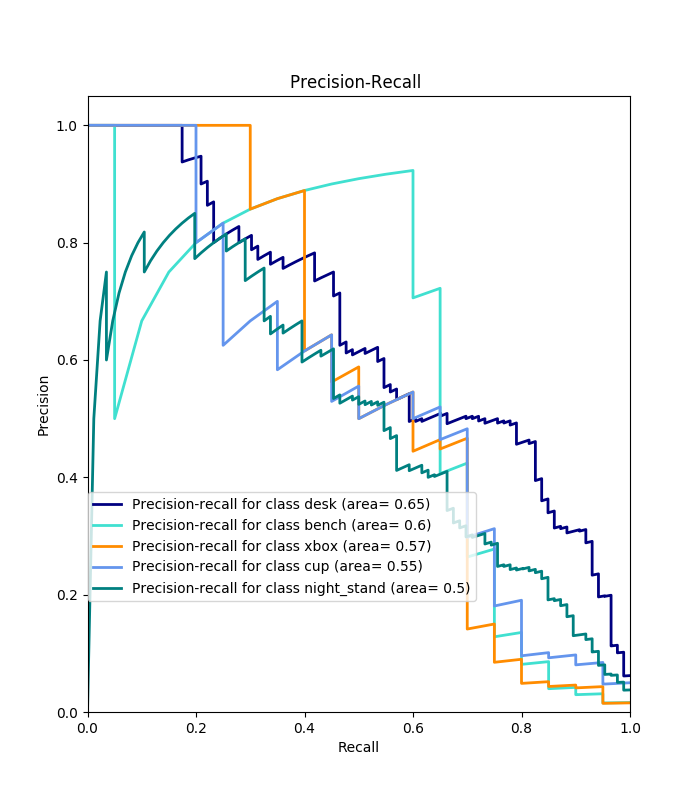 Precision-Recall
1.0
0.8
0.6
0.4
0.2
0.0
Precision
Precision-recall for class desk (area= 0.65)
Precision-recall for class bench (area= 0.6)
Precision-recall for class xbox (area= 0.57)
Precision-recall for class cup (area= 0.55)
Precision-recall for class night_stand (area= 0.5)
0.0 0.2 0.4 0.6 0.8 1.0
Recall